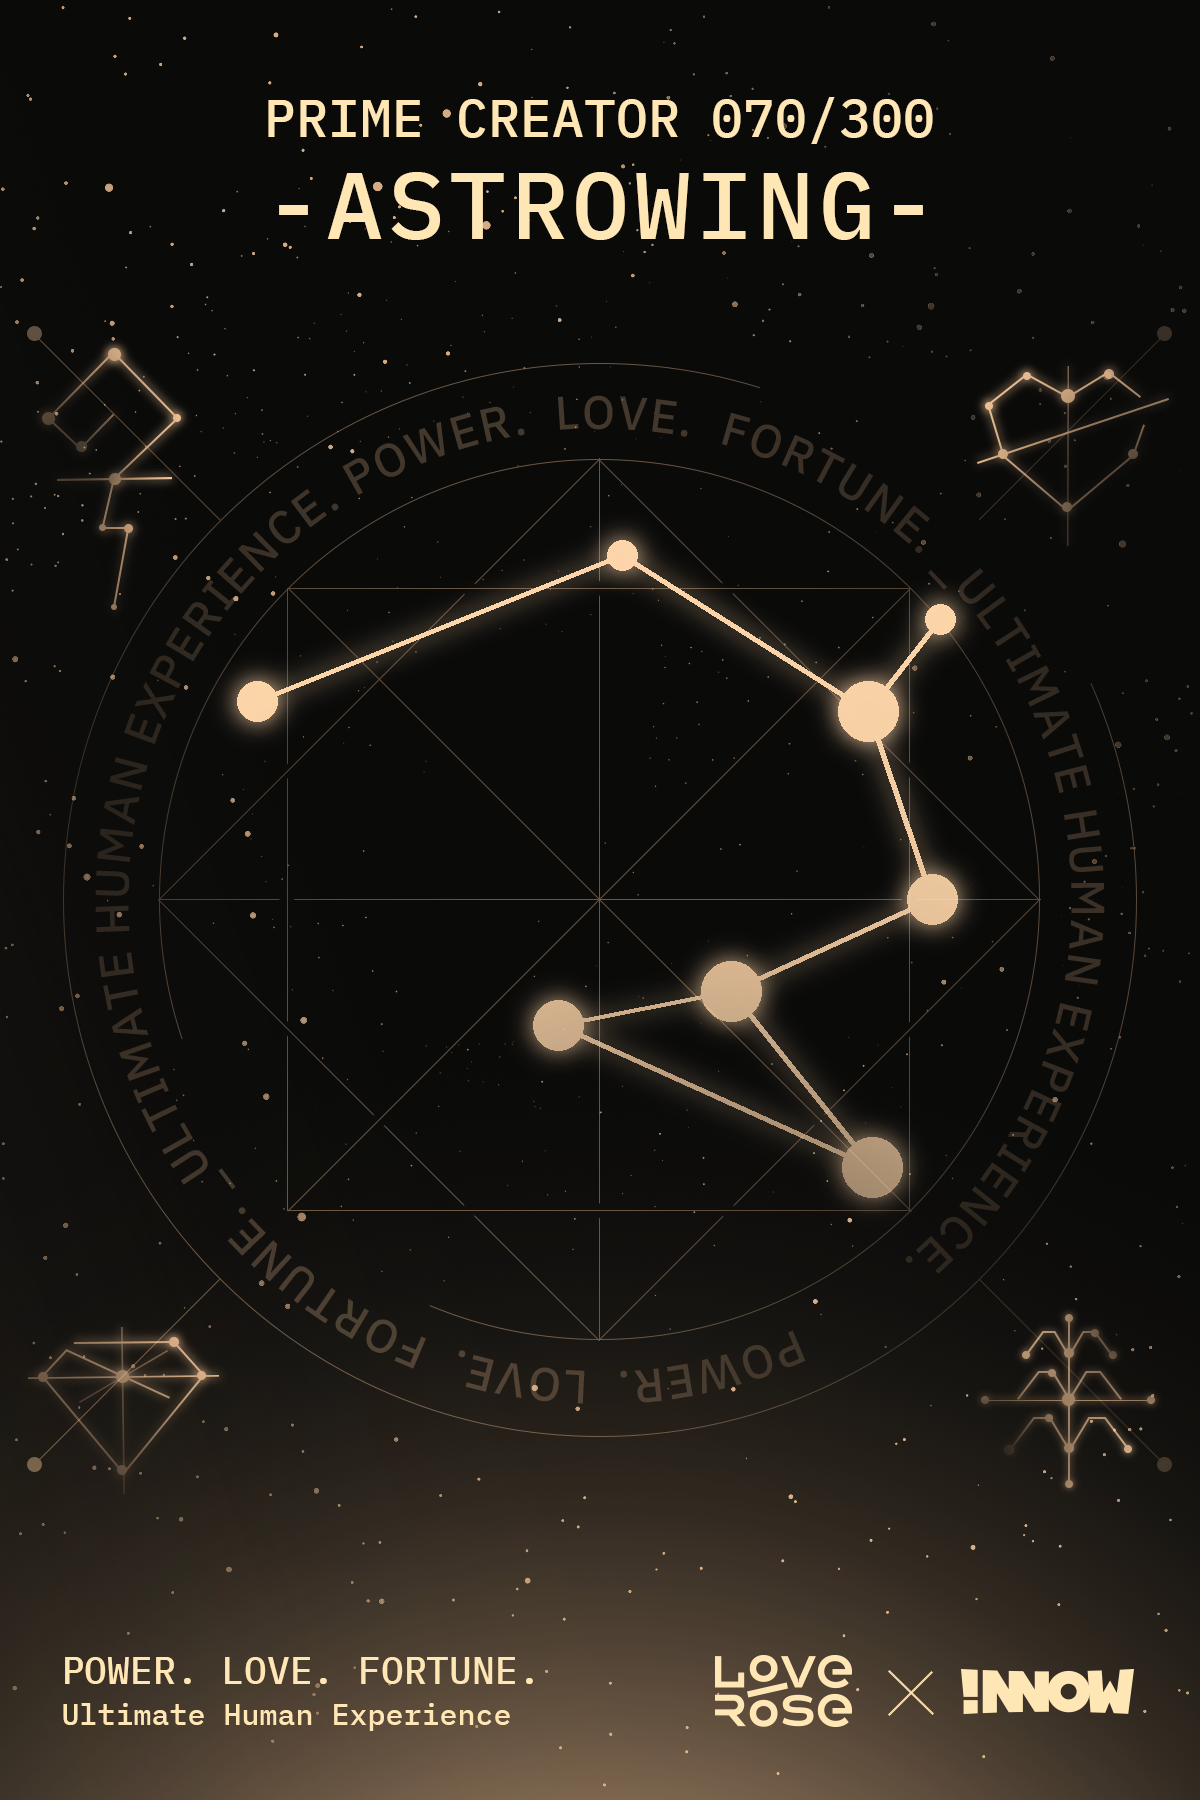 PRIME CREATOR 070/300
-ASTROWING-
POWER. LOVE. FORTUNE. – ULTIMATE HUMAN EXPERIENCE.
POWER. LOVE. FORTUNE. – ULTIMATE HUMAN EXPERIENCE.
POWER. LOVE. FORTUNE.
Ultimate Human Experience
LOVE
ROSE
!NNOW